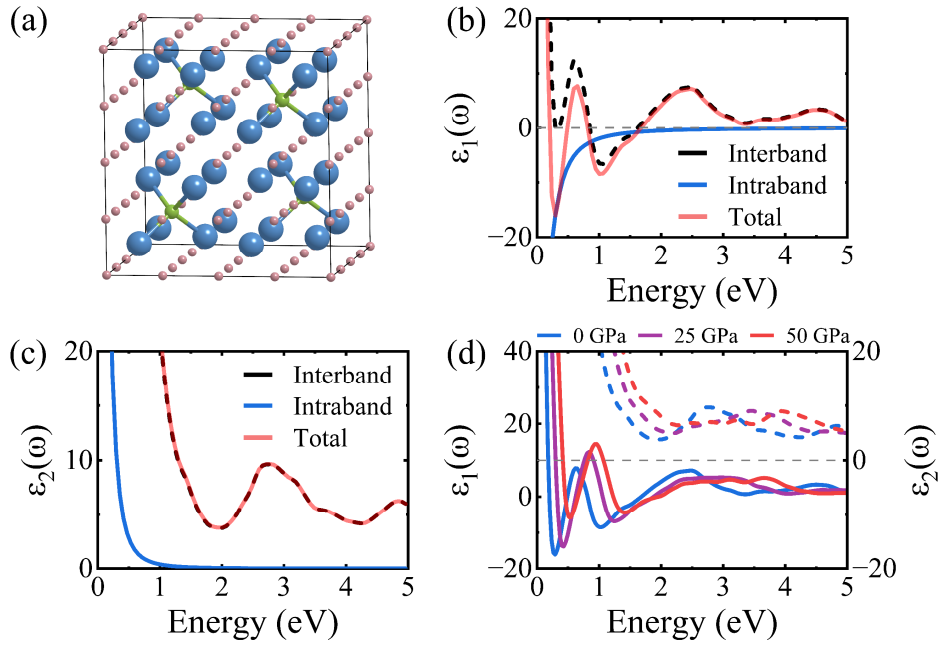 (a)
(b)
20
0
−20
ε₁(ω)
Interband
Intraband
Total
0 1 2 3 4 5
Energy (eV)
(c)
20
10
0
ε₂(ω)
Interband
Intraband
Total
0 1 2 3 4 5
Energy (eV)
0 GPa 25 GPa 50 GPa
(d)
40
20
0
−20
ε₁(ω)
20
0
−20
ε₂(ω)
0 1 2 3 4 5
Energy (eV)